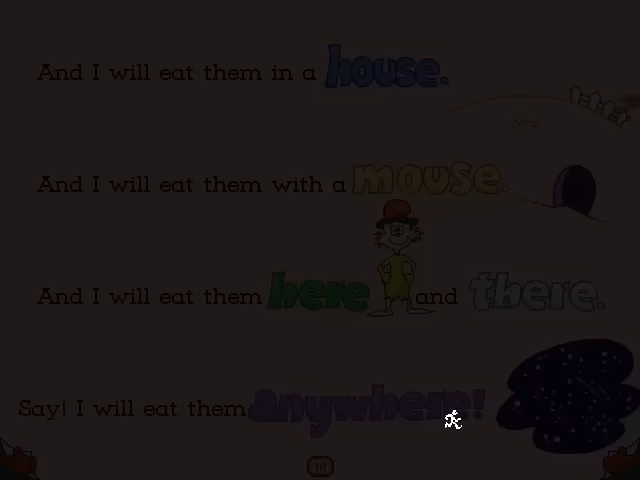 And I will eat them in a house.
And I will eat them with a mouse.
And I will eat them here and there.
Say! I will eat them anywhere!